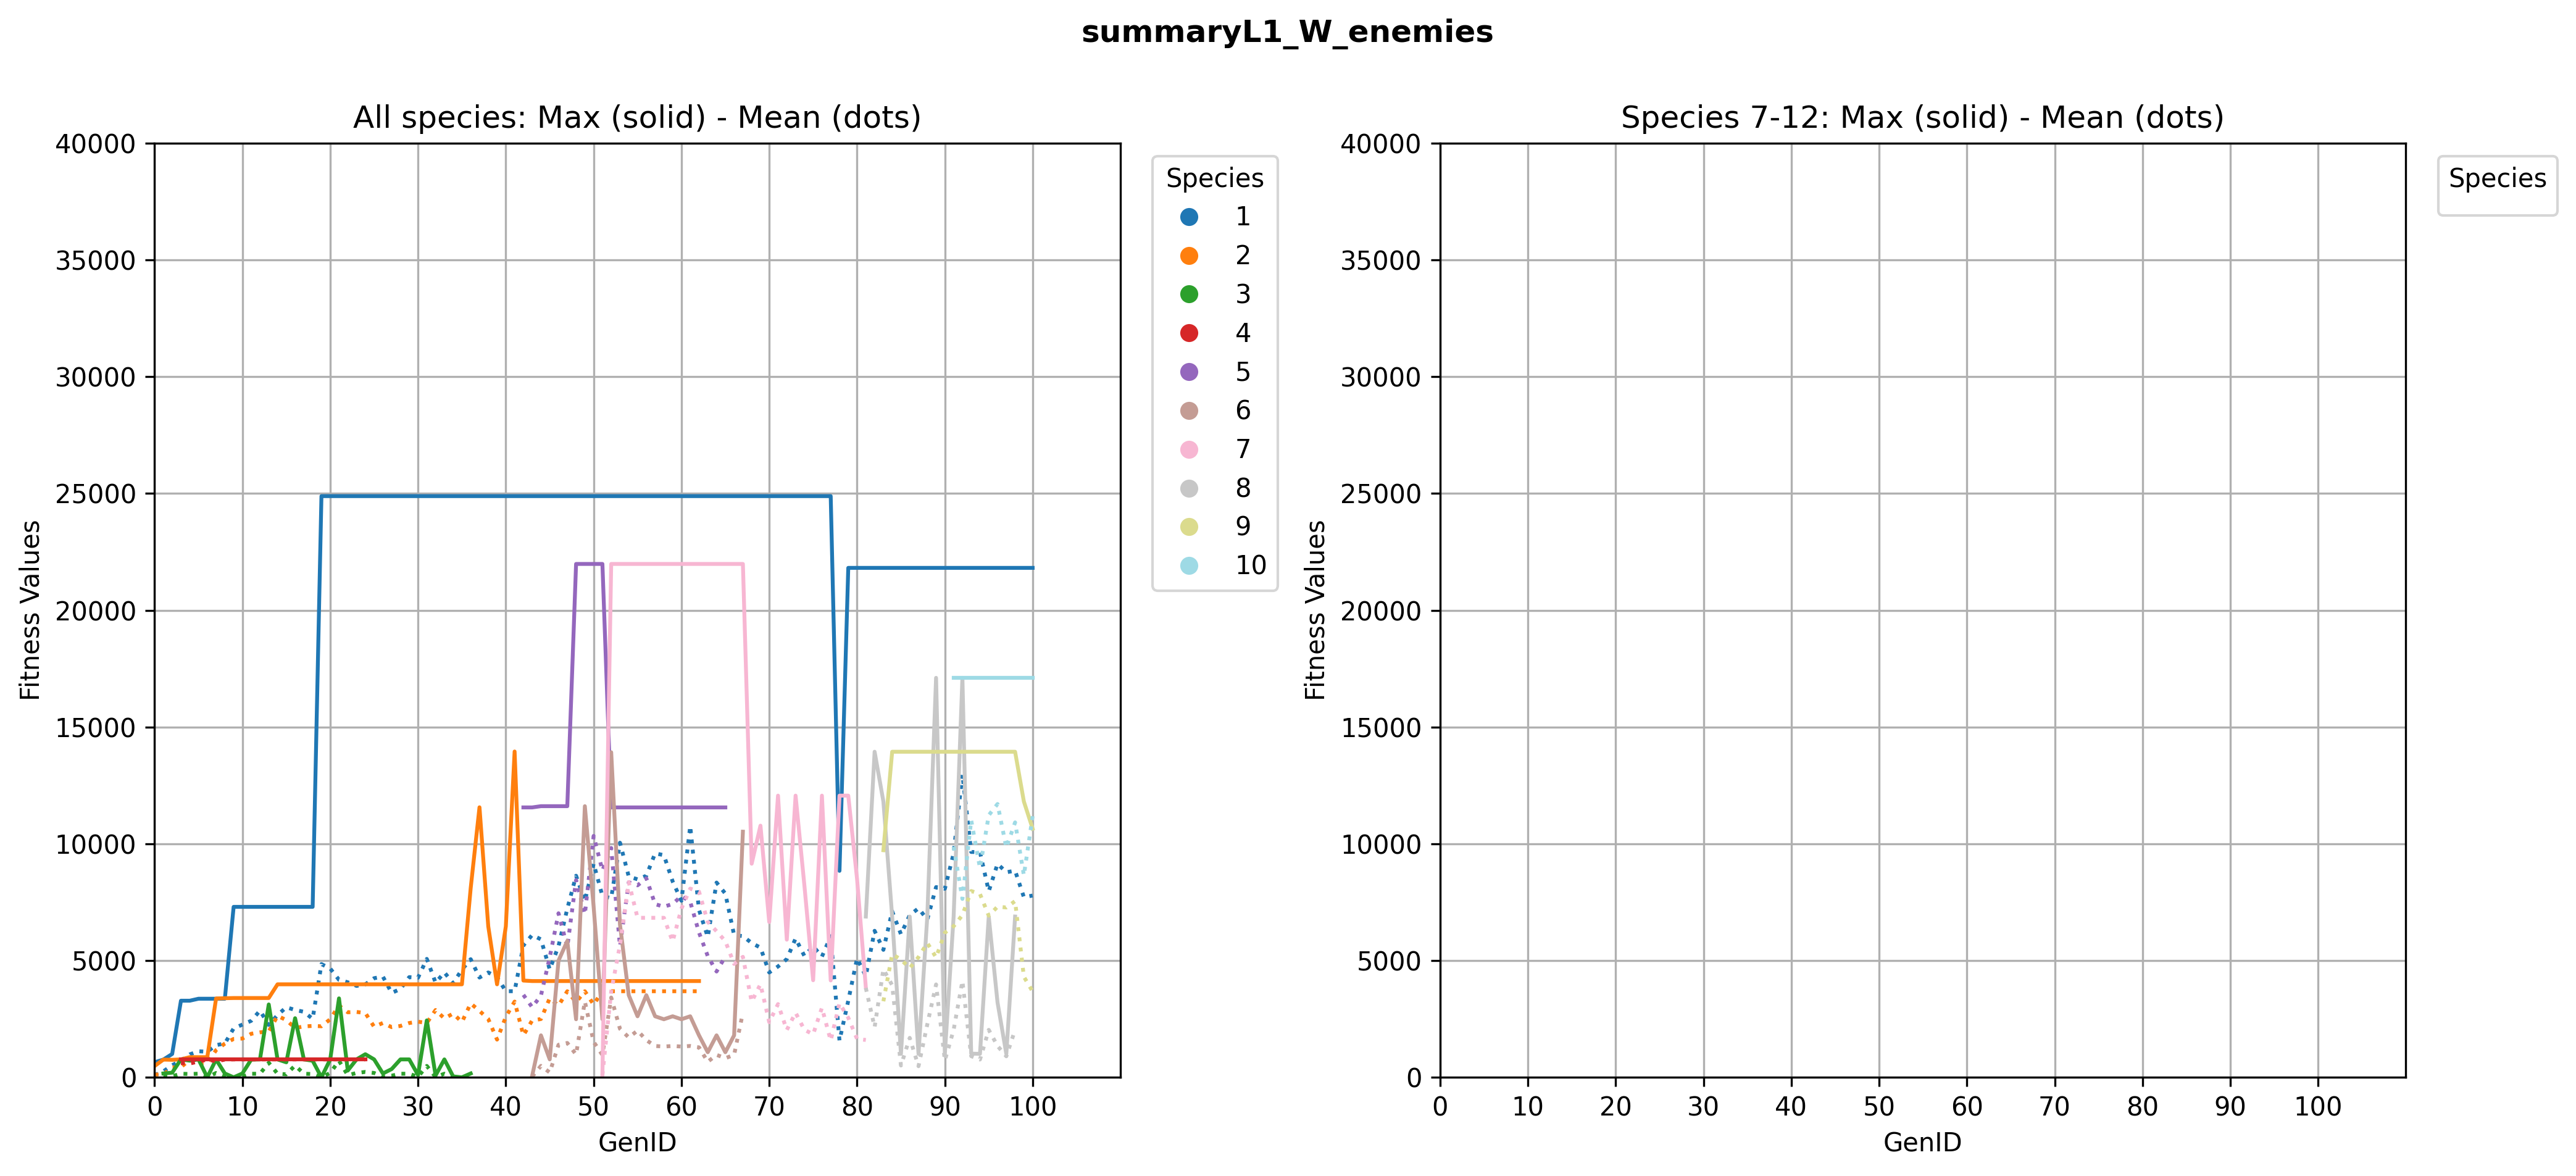 summaryL1_W_enemies
All species: Max (solid) - Mean (dots)
40000
35000
30000
25000
20000
15000
10000
5000
0
Fitness Values
0 10 20 30 40 50 60 70 80 90 100
GenID
Species
1
2
3
4
5
6
7
8
9
10
Species 7-12: Max (solid) - Mean (dots)
40000
35000
30000
25000
20000
15000
10000
5000
0
Fitness Values
0 10 20 30 40 50 60 70 80 90 100
GenID
Species